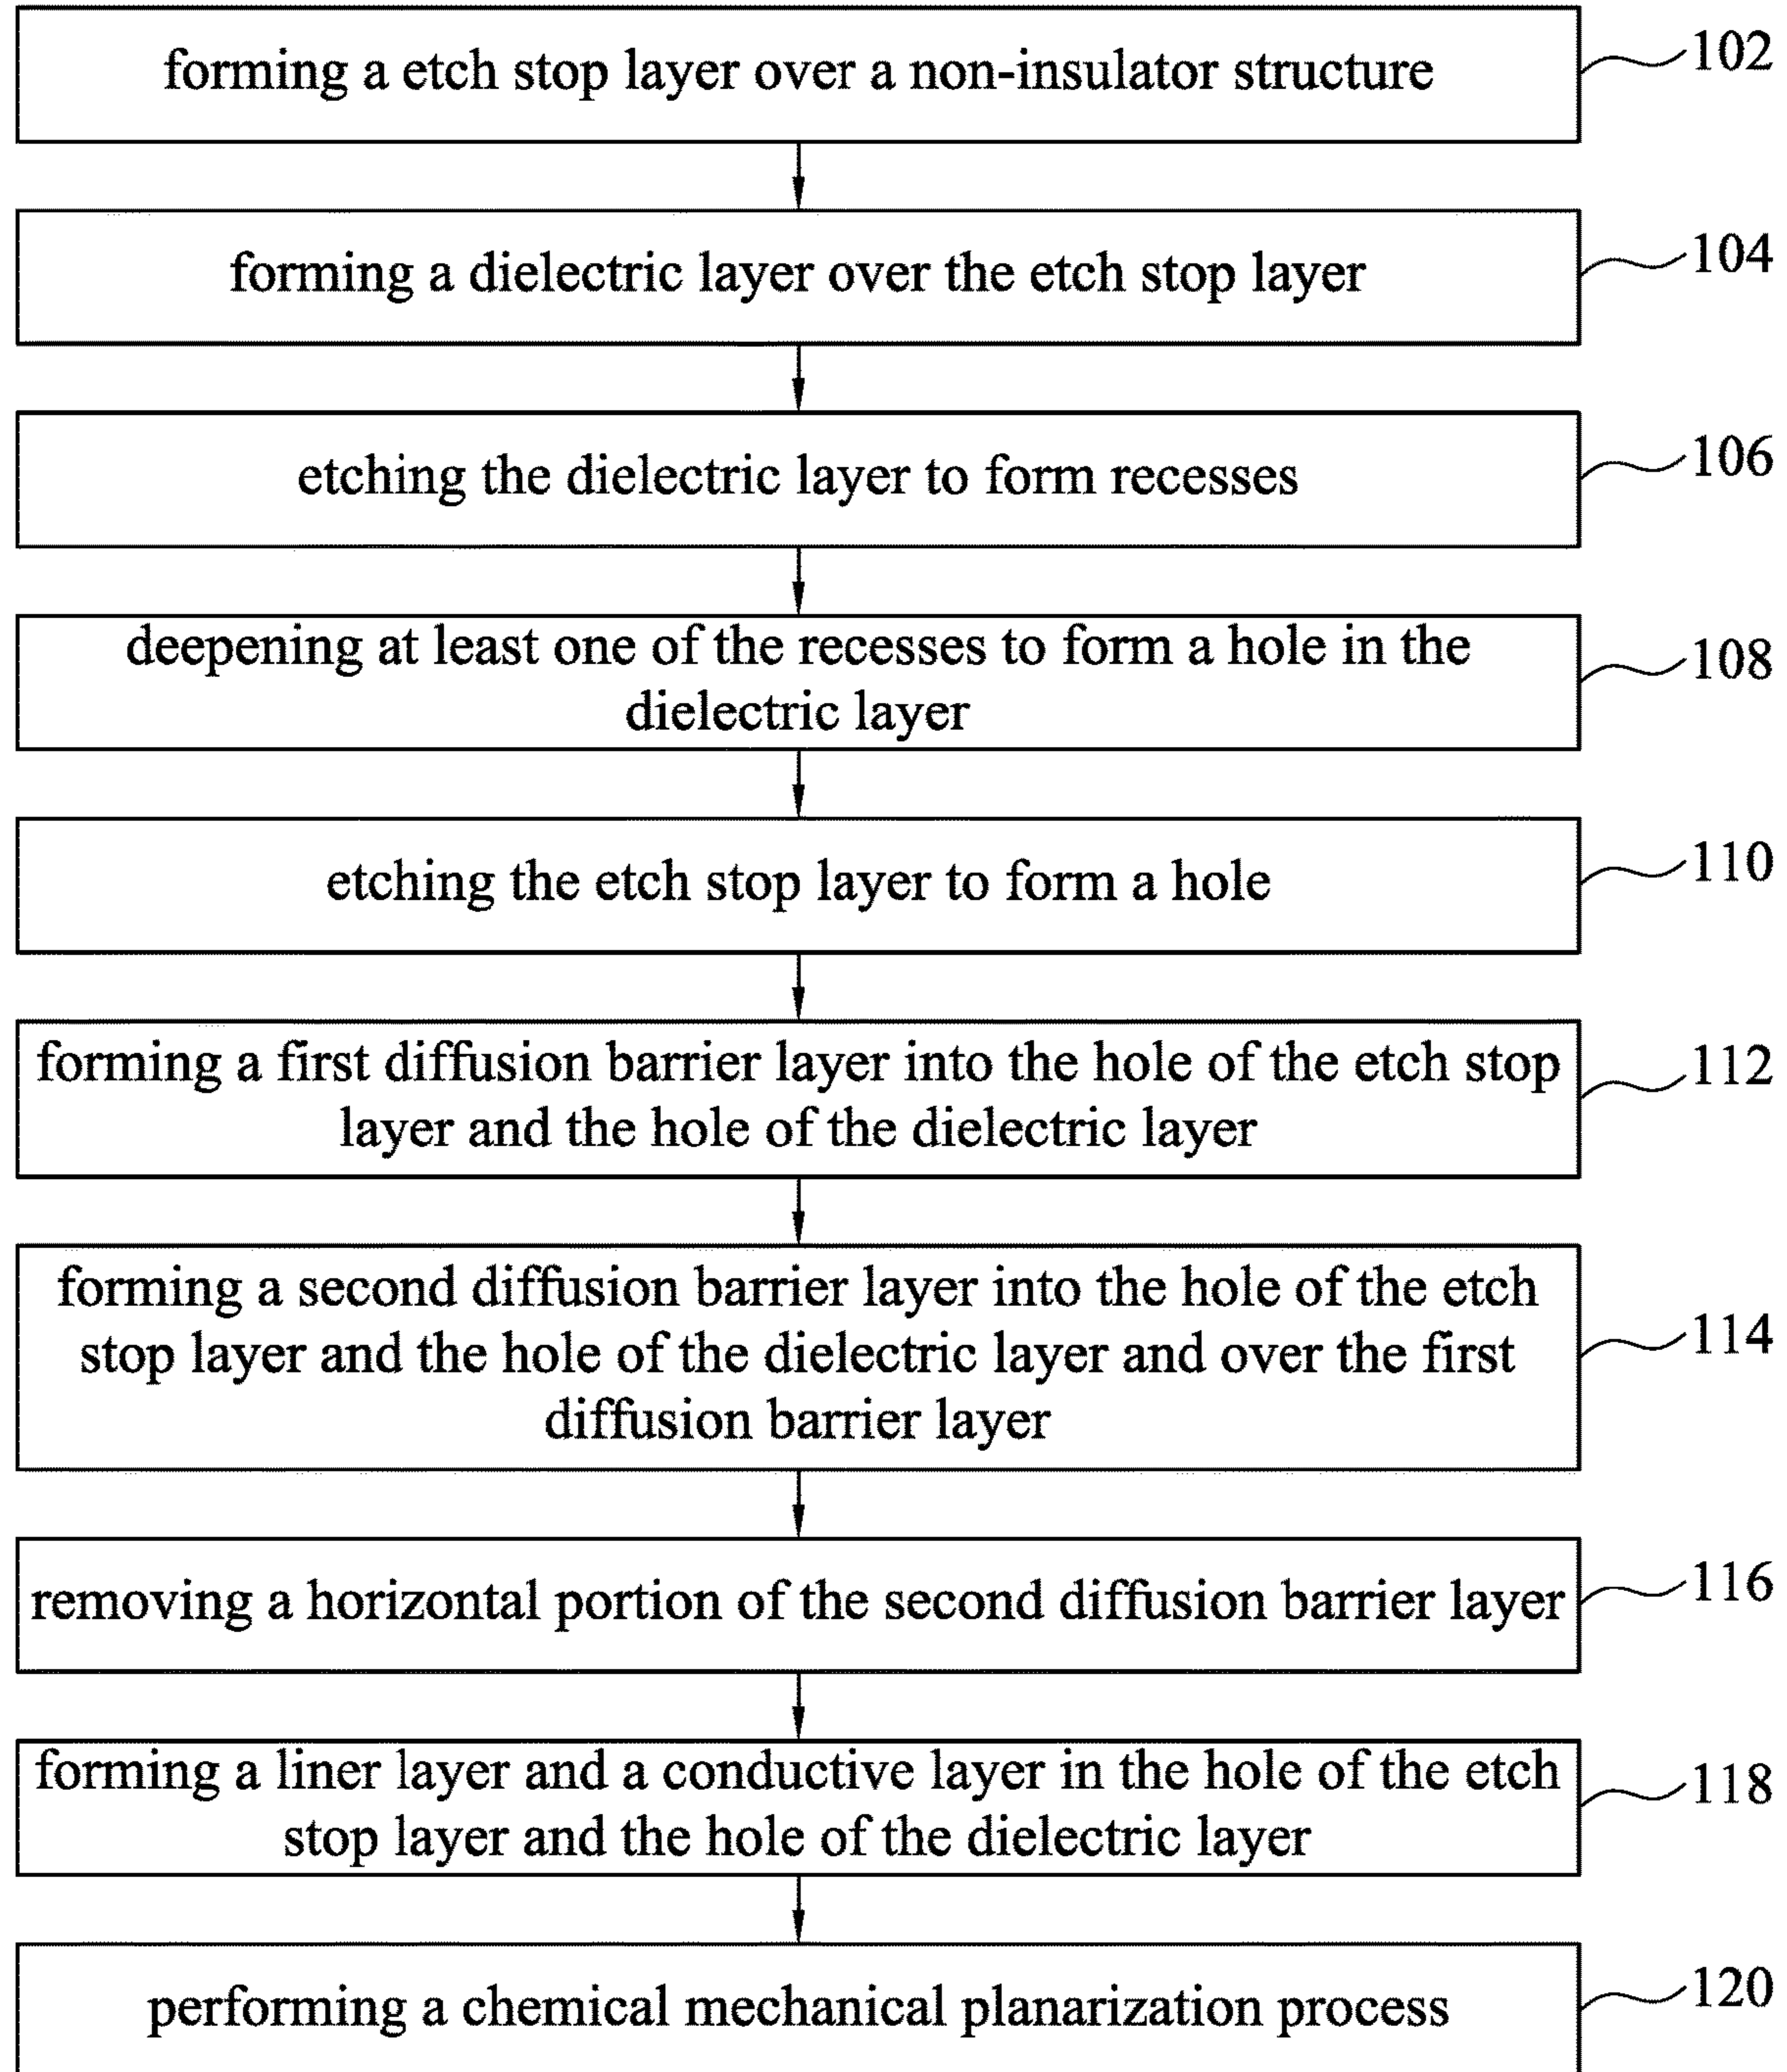 forming a etch stop layer over a non-insulator structure
102
forming a dielectric layer over the etch stop layer
104
etching the dielectric layer to form recesses
106
deepening at least one of the recesses to form a hole in the
dielectric layer
108
etching the etch stop layer to form a hole
110
forming a first diffusion barrier layer into the hole of the etch stop
layer and the hole of the dielectric layer
112
forming a second diffusion barrier layer into the hole of the etch
stop layer and the hole of the dielectric layer and over the first
diffusion barrier layer
114
removing a horizontal portion of the second diffusion barrier layer
116
forming a liner layer and a conductive layer in the hole of the etch
stop layer and the hole of the dielectric layer
118
performing a chemical mechanical planarization process
120